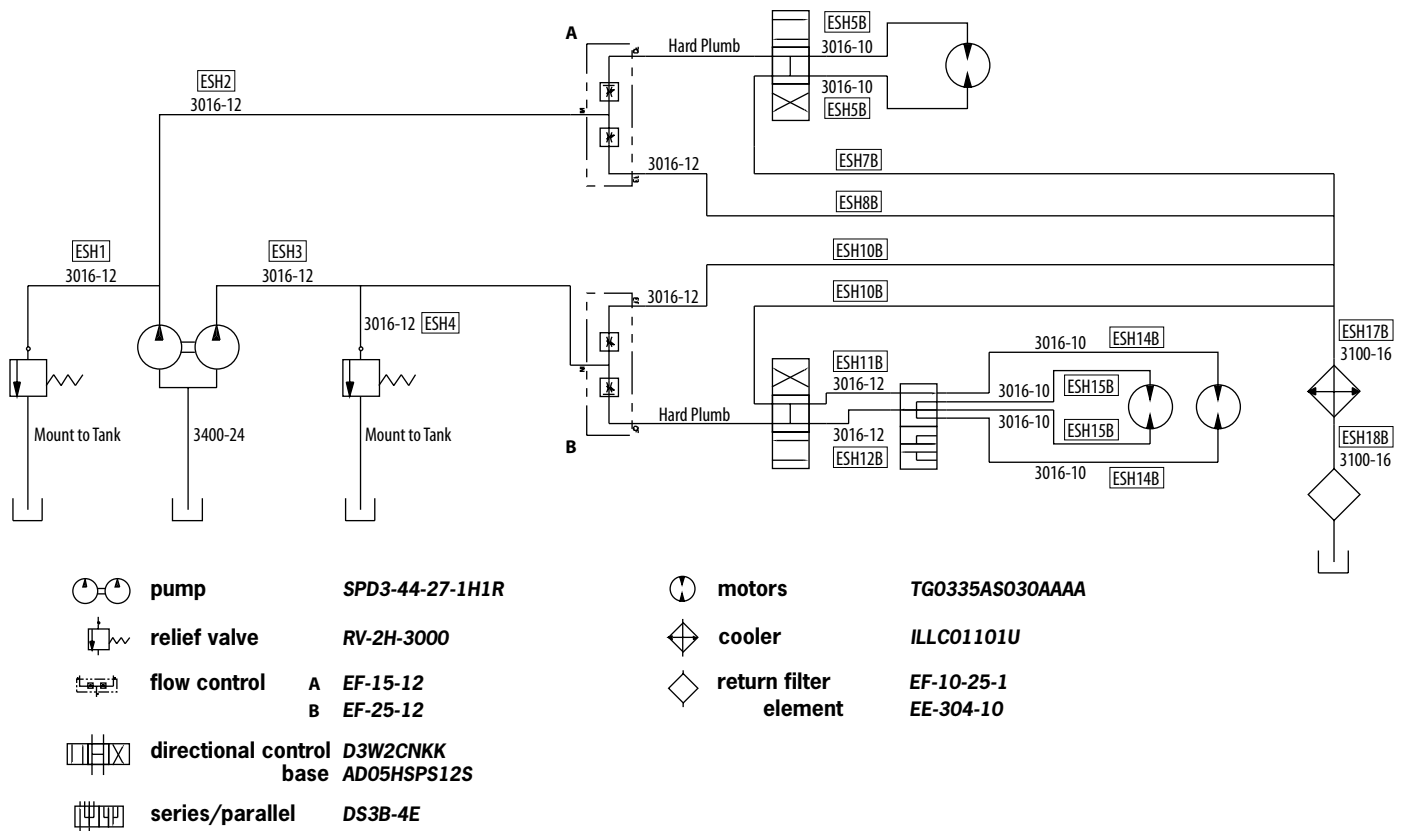 A
Hard Plumb
ESH5B
3016-10
3016-10
ESH5B
ESH2
3016-12
3016-12
ESH7B
ESH8B
ESH1
3016-12
ESH3
3016-12
ESH10B
3016-12
ESH10B
3016-12 ESH4
ESH17B
3100-16
3016-10 ESH14B
ESH11B
3016-12
3016-10 ESH15B
Mount to Tank
3400-24
Mount to Tank
Hard Plumb
3016-12
ESH12B
3016-10 ESH15B
3016-10 ESH14B
ESH18B
3100-16
B
pump SPD3-44-27-1H1R
relief valve RV-2H-3000
flow control A EF-15-12
B EF-25-12
directional control D3W2CNKK
base AD05HSPS12S
series/parallel DS3B-4E
motors TG0335AS030AAAA
cooler ILLC01101U
return filter EF-10-25-1
element EE-304-10